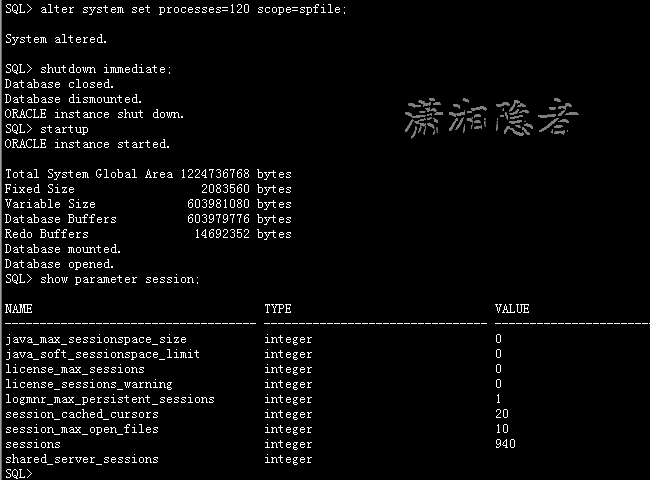 SQL> alter system set processes=120 scope=spfile;
System altered.
SQL> shutdown immediate;
Database closed.
Database dismounted.
ORACLE instance shut down.
潇湘隐者
SQL> startup
ORACLE instance started.
Total System Global Area 1224736768 bytes
Fixed Size 2083560 bytes
Variable Size 603981080 bytes
Database Buffers 603979776 bytes
Redo Buffers 14692352 bytes
Database mounted.
Database opened.
SQL> show parameter session;
NAME TYPE VALUE
------------------------------------ -------------------------------- ------------------------------
java_max_sessionspace_size integer 0
java_soft_sessionspace_limit integer 0
license_max_sessions integer 0
license_sessions_warning integer 0
logmnr_max_persistent_sessions integer 1
session_cached_cursors integer 20
session_max_open_files integer 10
sessions integer 940
shared_server_sessions integer
SQL>